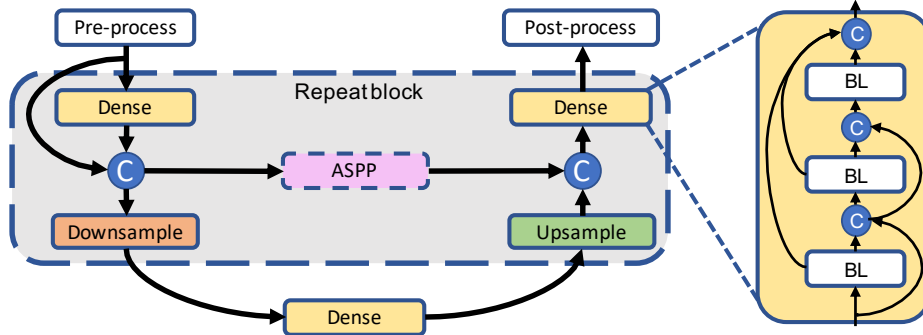 Pre-process
Post-process
Repeat block
Dense
Dense
C
ASPP
C
Downsample
Upsample
Dense
C
BL
C
BL
C
BL